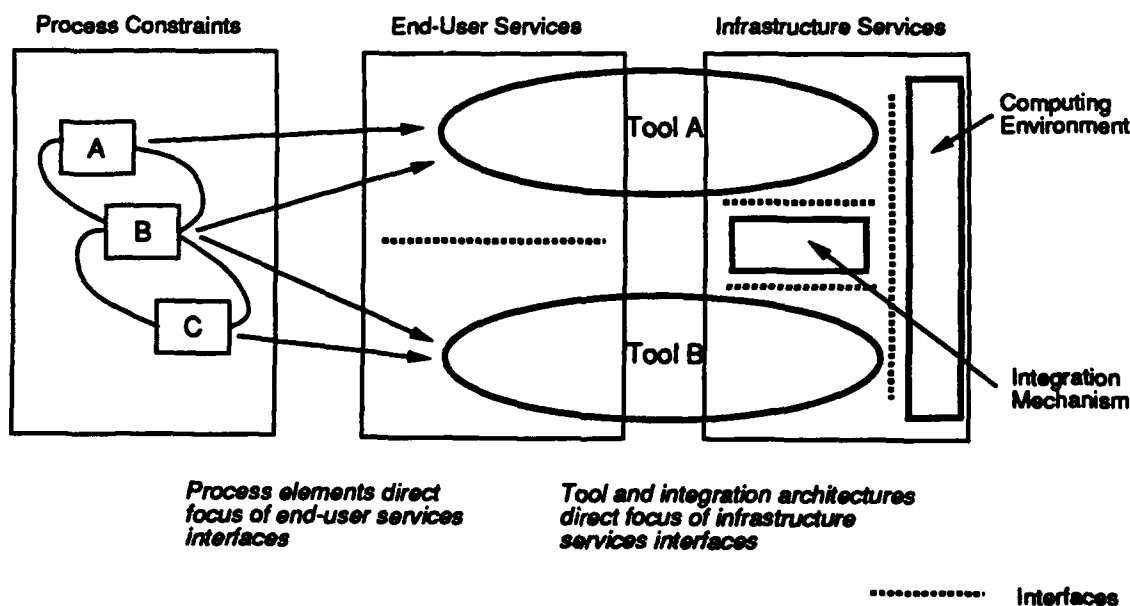 Process Constraints
End-User Services
Infrastructure Services
A
B
C
Tool A
Tool B
Computing
Environment
Integration
Mechanism
Process elements direct
focus of end-user services
interfaces
Tool and integration architectures
direct focus of infrastructure
services interfaces
Interfaces